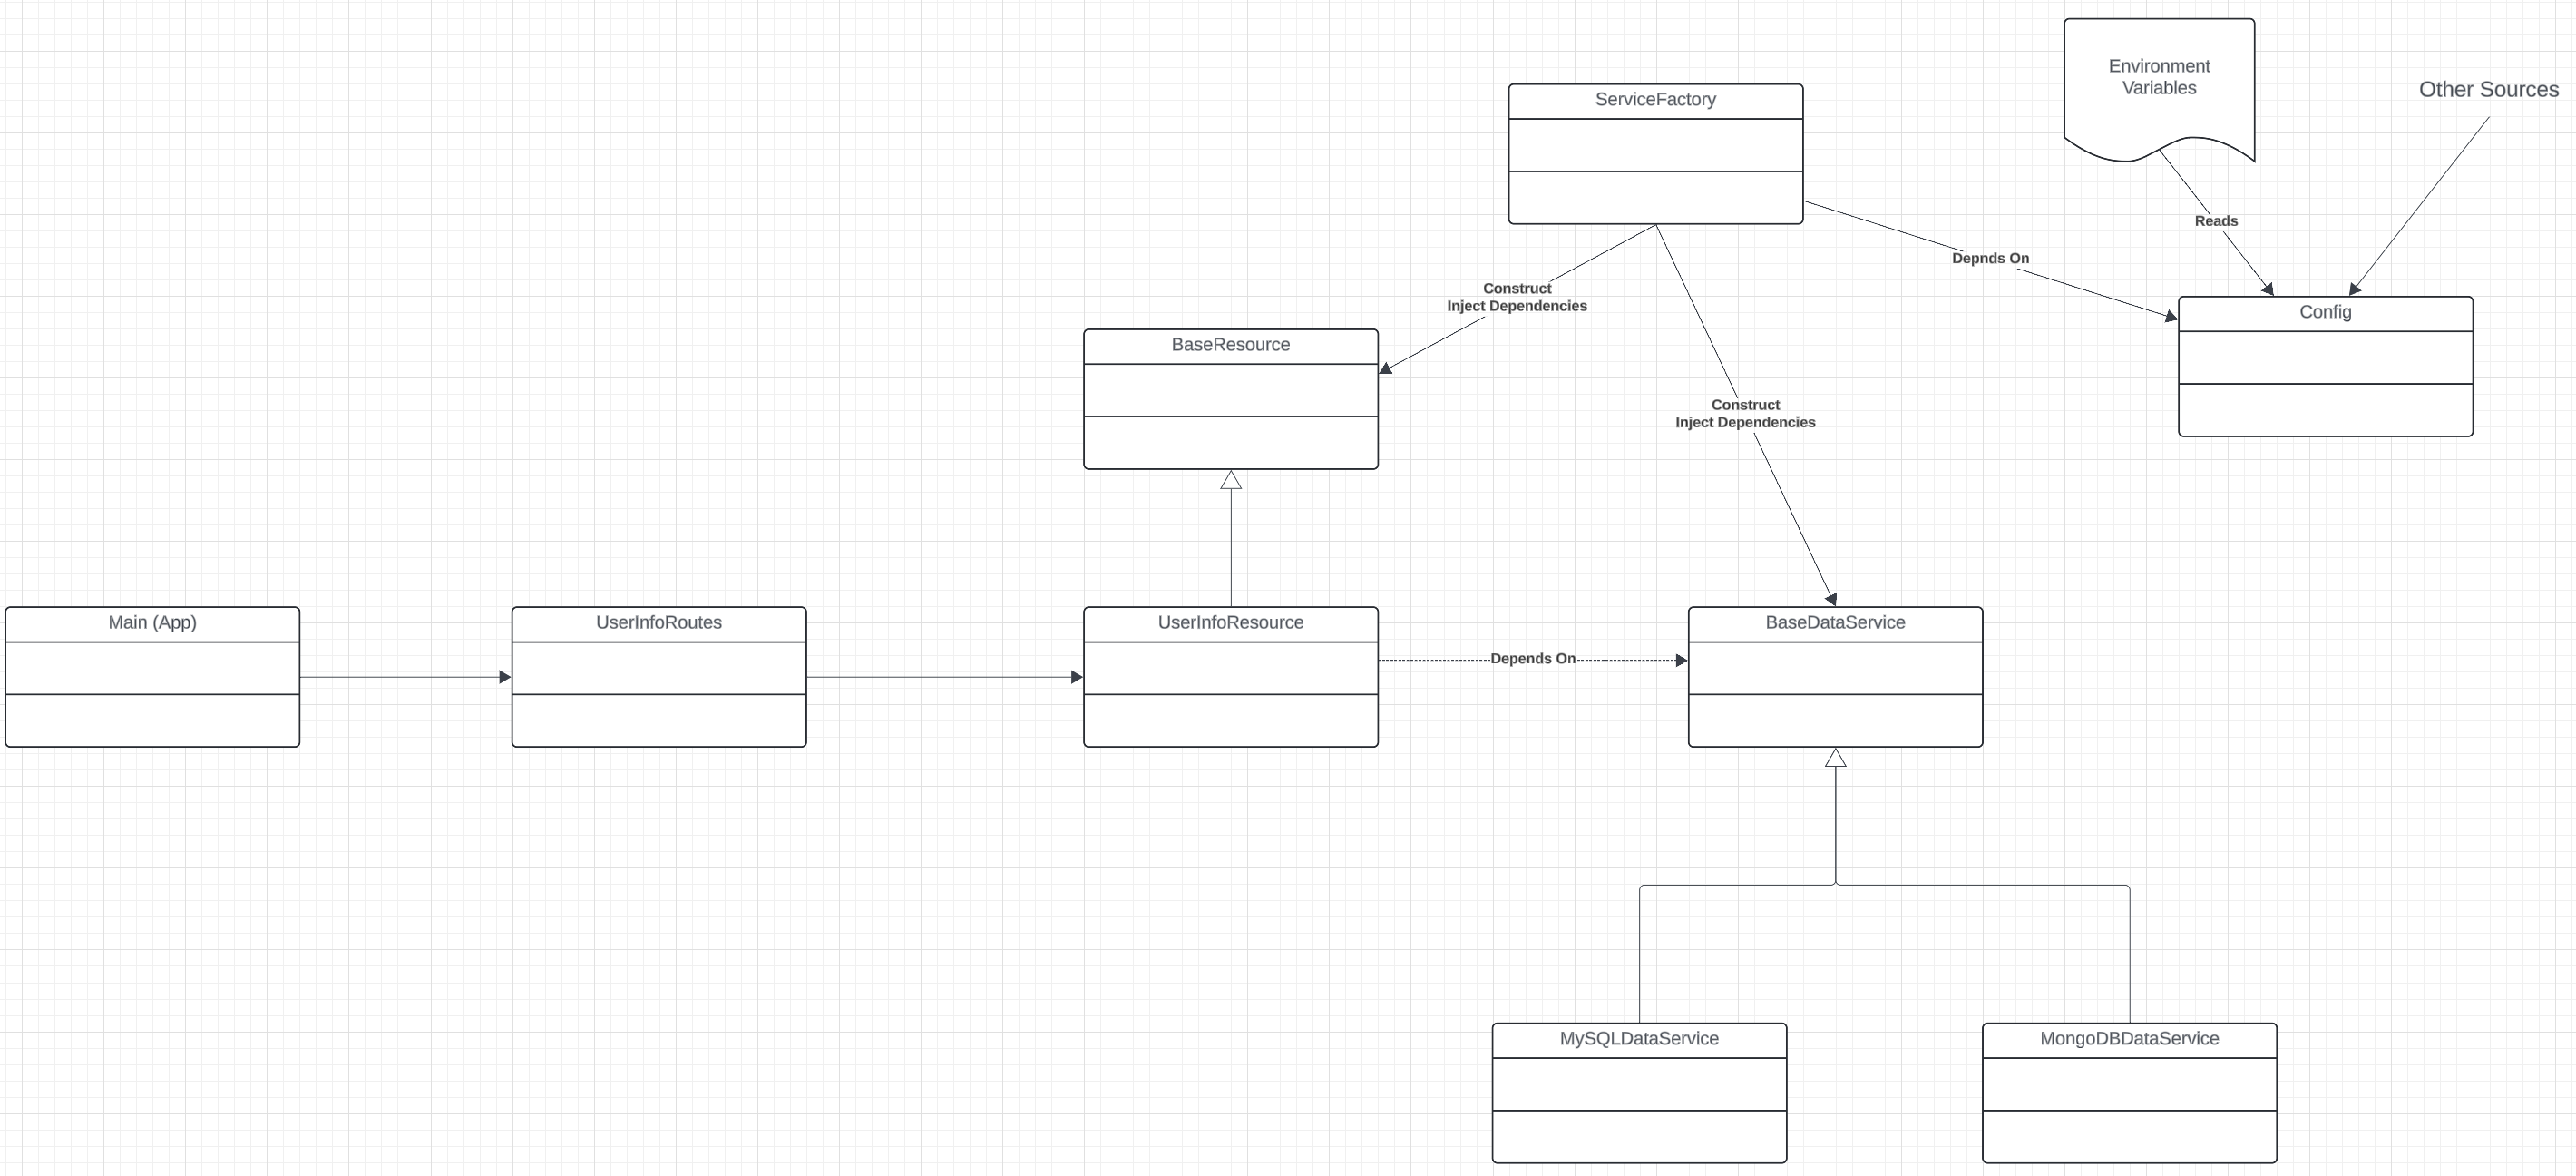 Environment
Variables
Other Sources
ServiceFactory
Reads
Depnds On
Construct
Inject Dependencies
Config
BaseResource
Construct
Inject Dependencies
Main (App)
UserInfoRoutes
UserInfoResource
BaseDataService
Depends On
MySQLDataService
MongoDBDataService